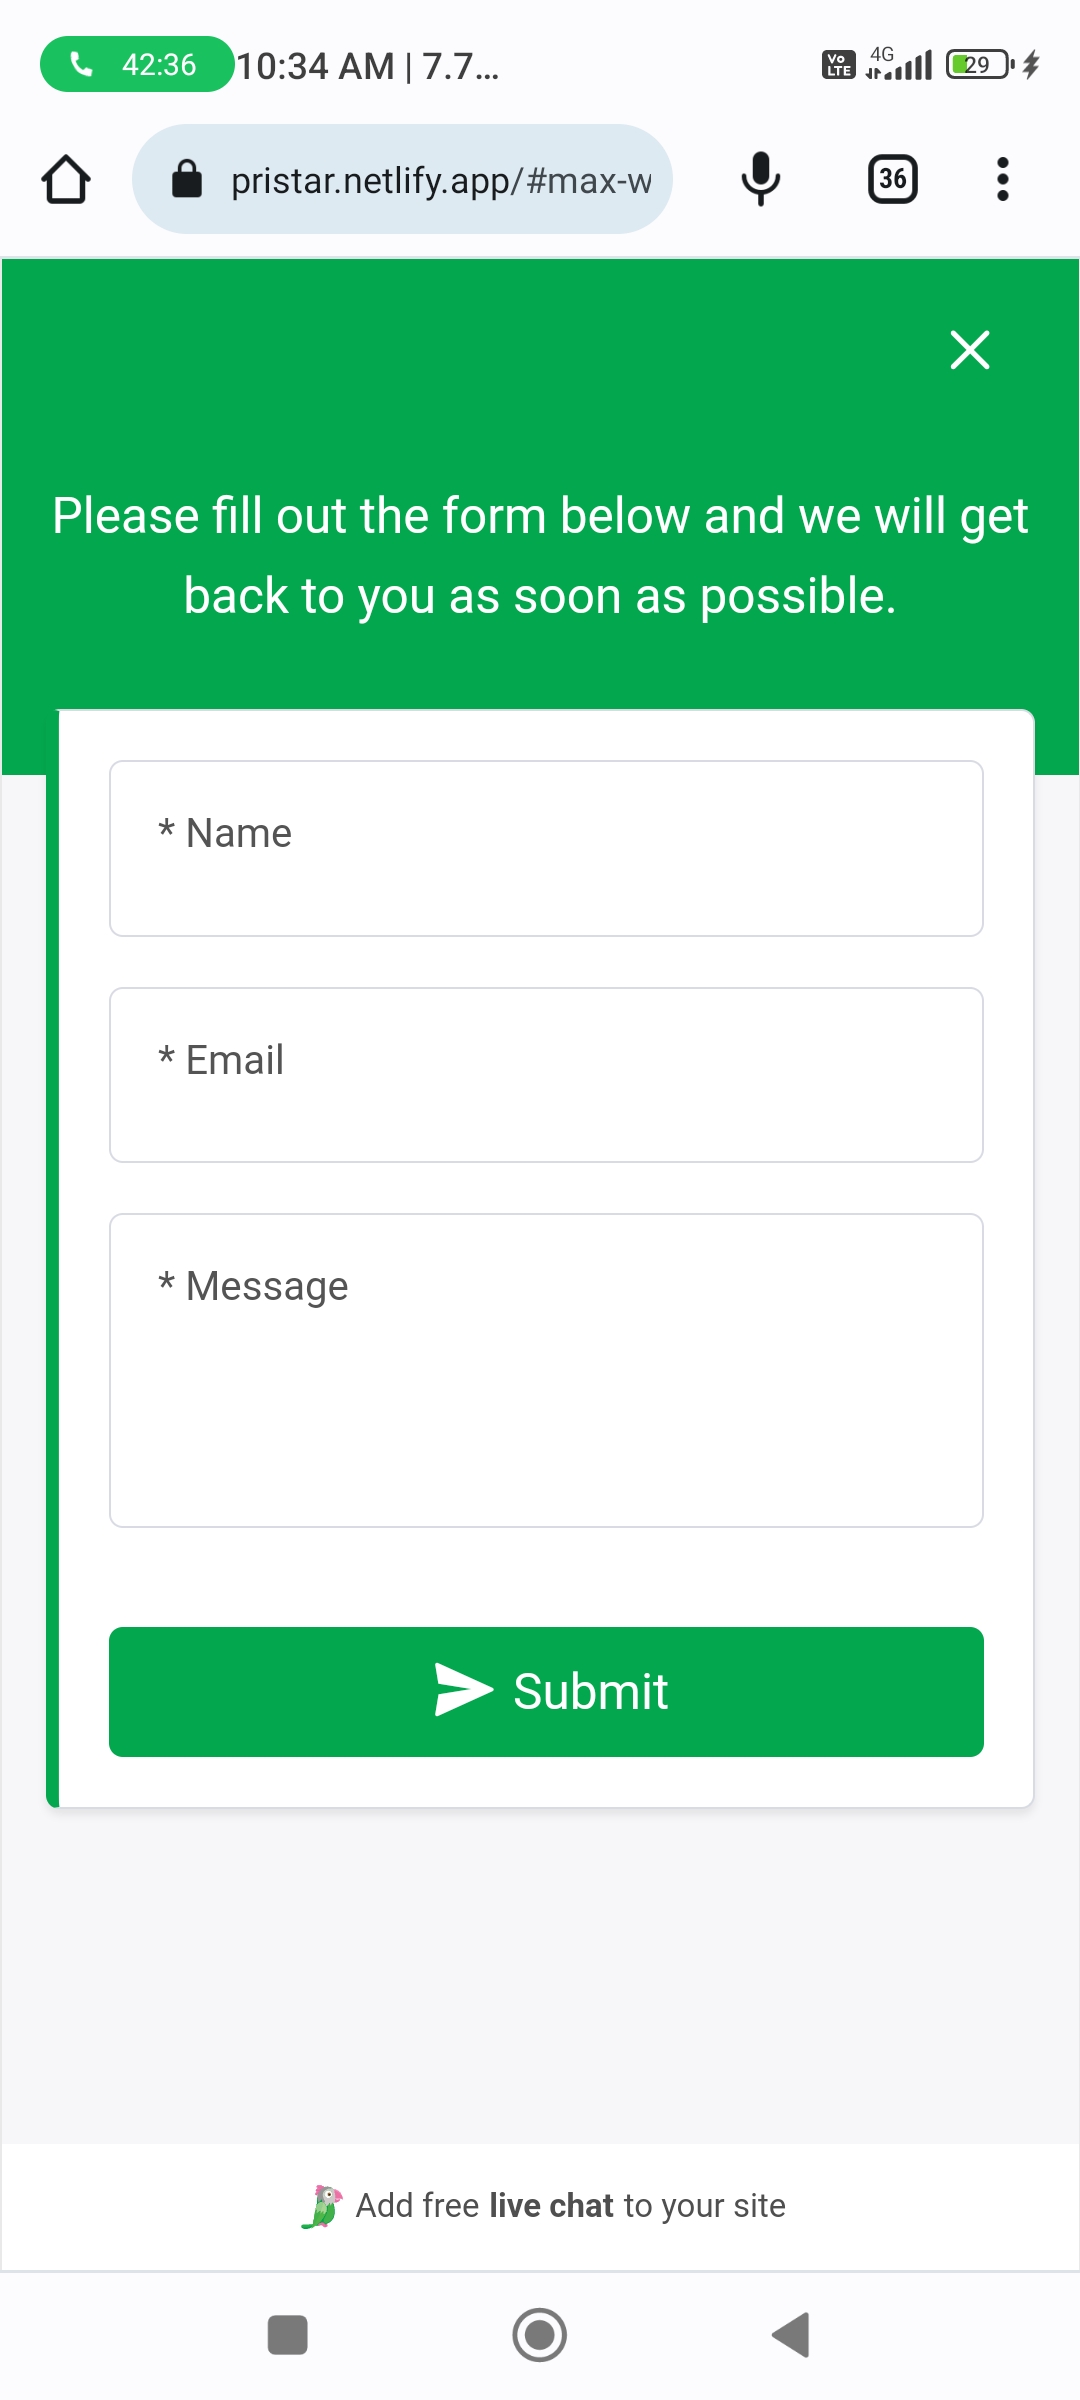 42:36 10:34 AM | 7.7... Vo LTE 4G 29
pristar.netlify.app/#max-w 36
Please fill out the form below and we will get
back to you as soon as possible.
* Name
* Email
* Message
Submit
Add free live chat to your site